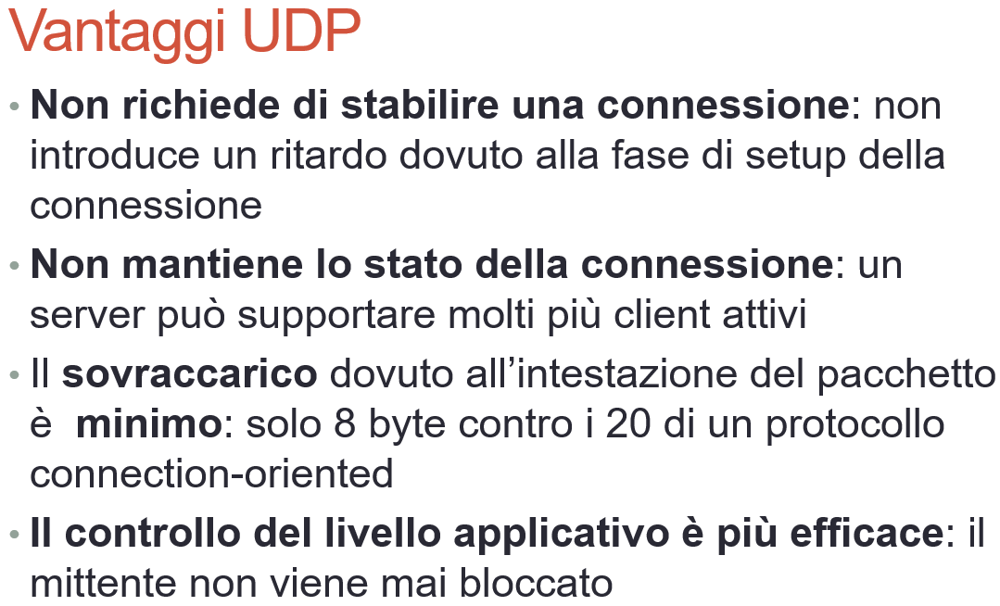 Vantaggi UDP
• Non richiede di stabilire una connessione: non
introduce un ritardo dovuto alla fase di setup della
connessione
• Non mantiene lo stato della connessione: un
server può supportare molti più client attivi
• Il sovraccarico dovuto all’intestazione del pacchetto
è  minimo: solo 8 byte contro i 20 di un protocollo
connection-oriented
• Il controllo del livello applicativo è più efficace: il
mittente non viene mai bloccato